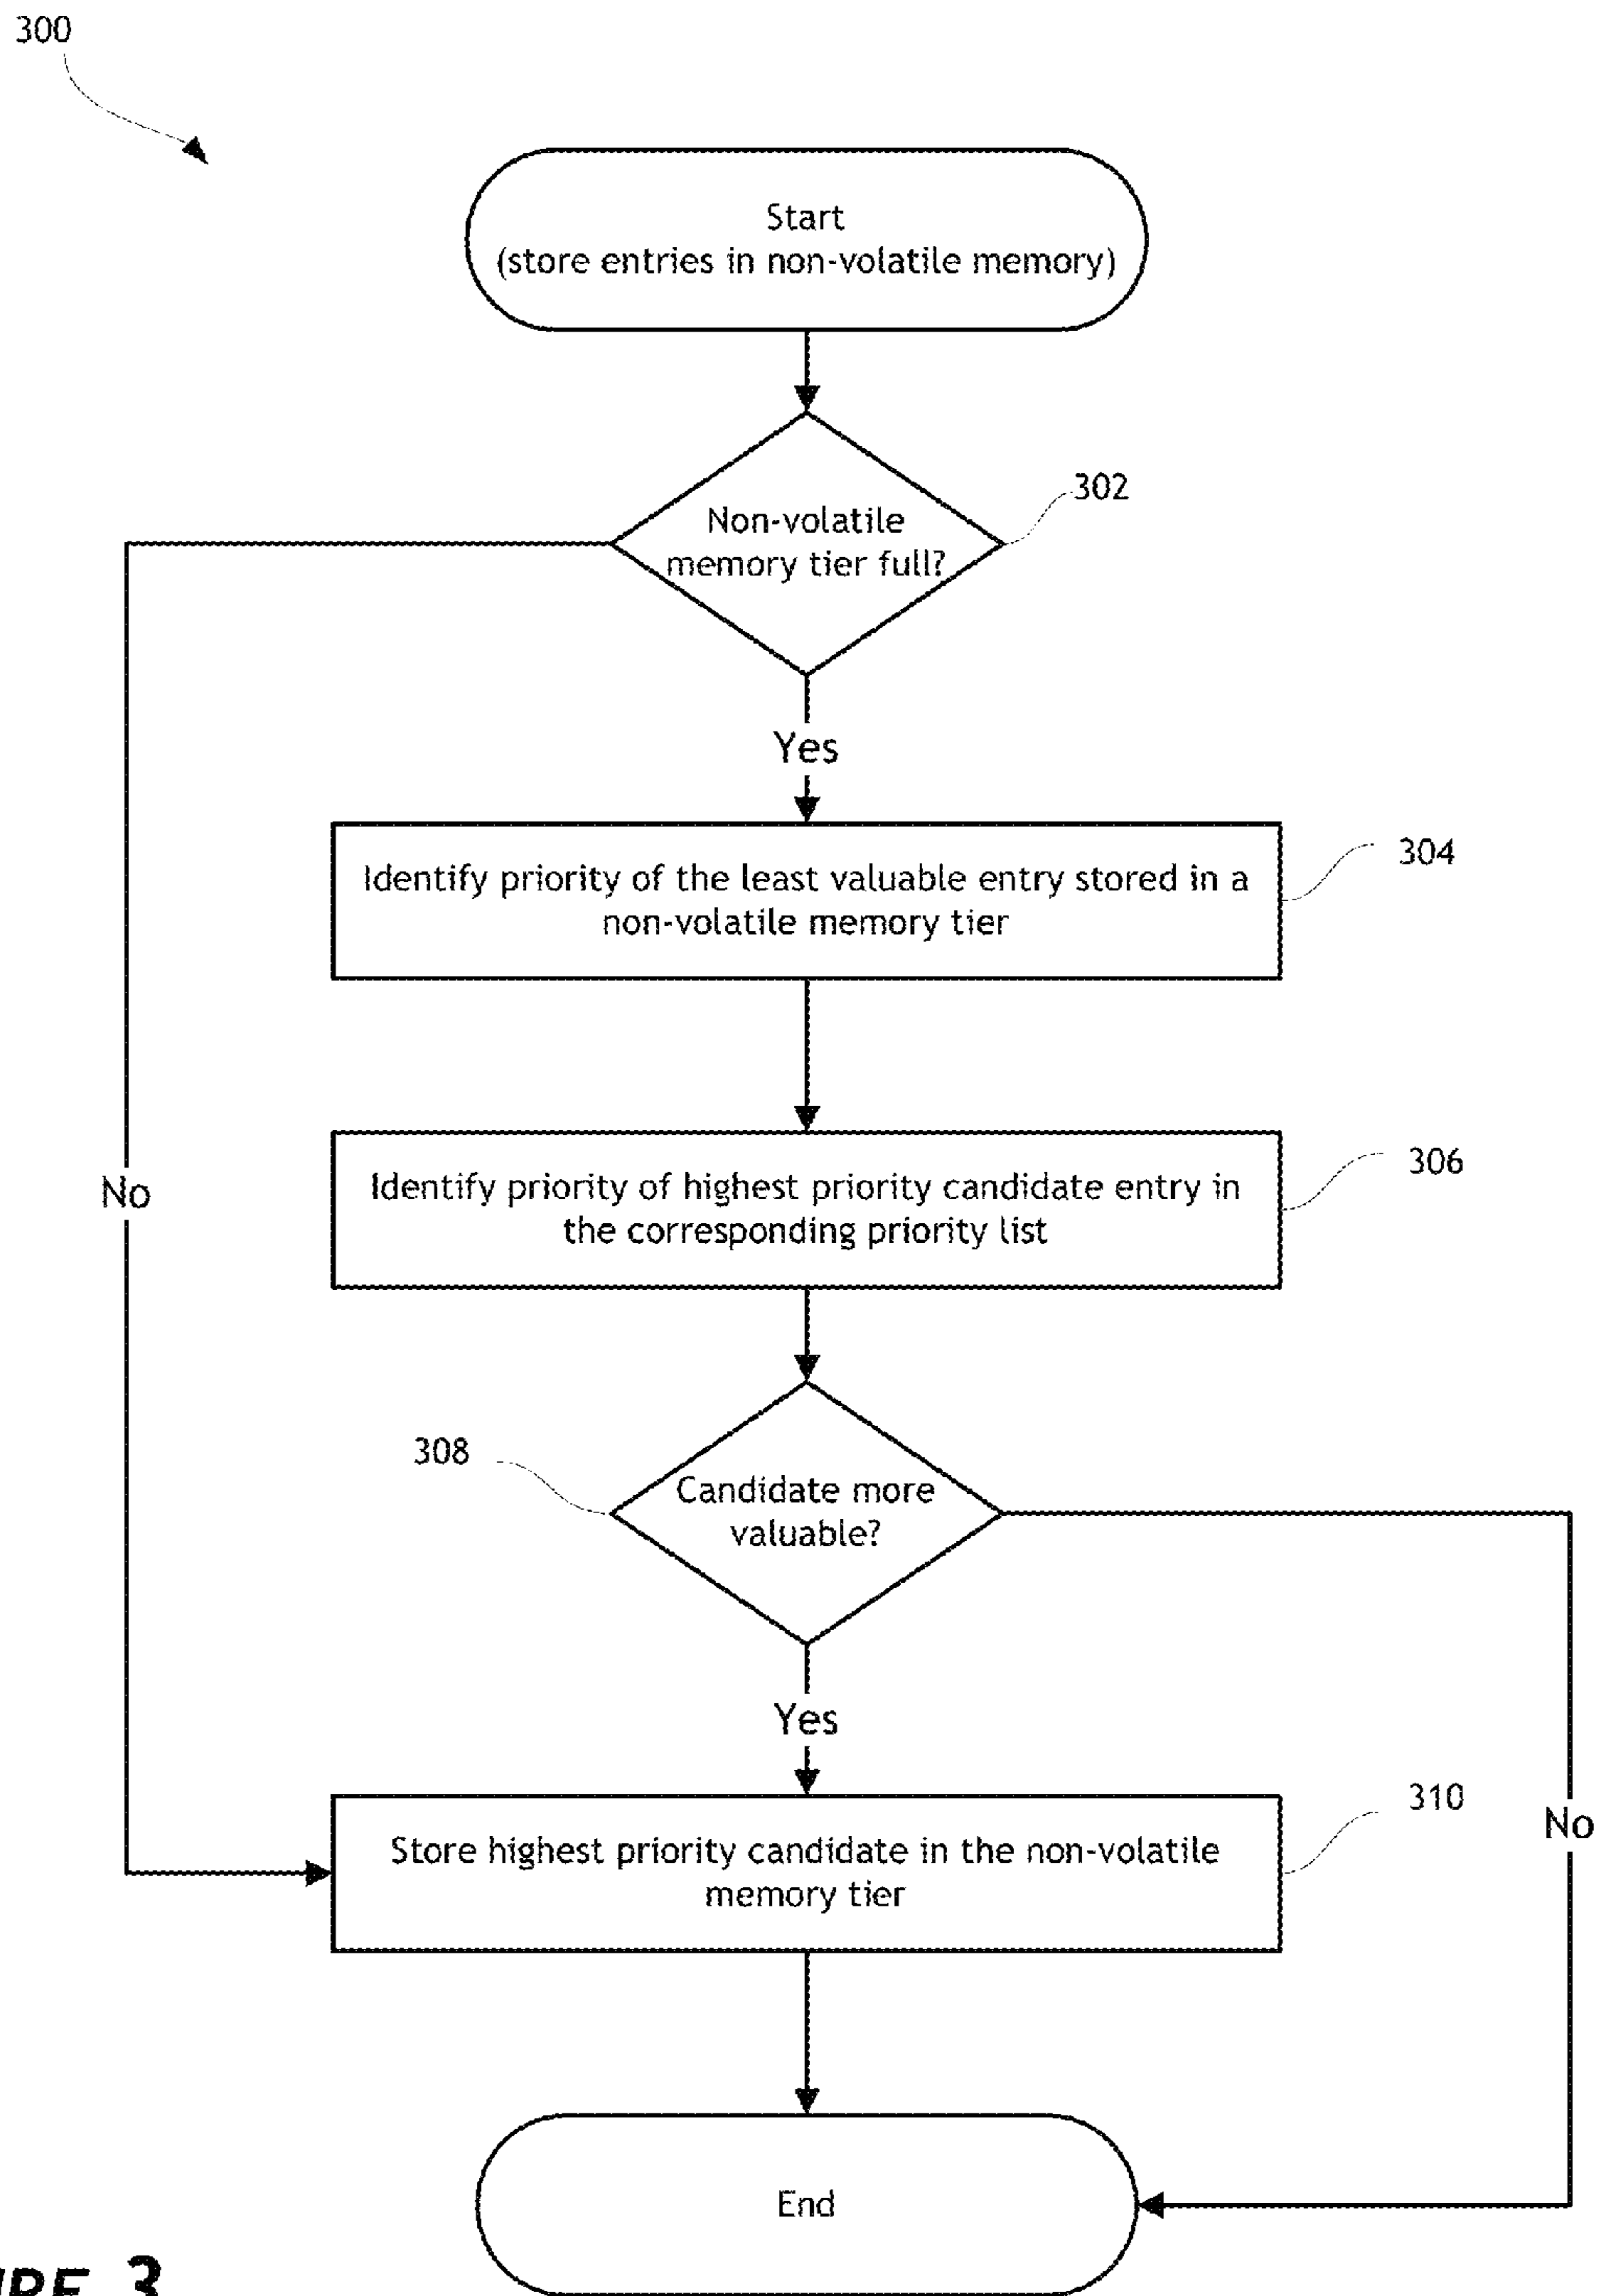 300
Start
(store entries in non-volatile memory)
302
Non-volatile
memory tier full?
Yes
304
Identify priority of the least valuable entry stored in a
non-volatile memory tier
306
Identify priority of highest priority candidate entry in
the corresponding priority list
No
308
Candidate more
valuable?
Yes
310
Store highest priority candidate in the non-volatile
memory tier
No
End
3